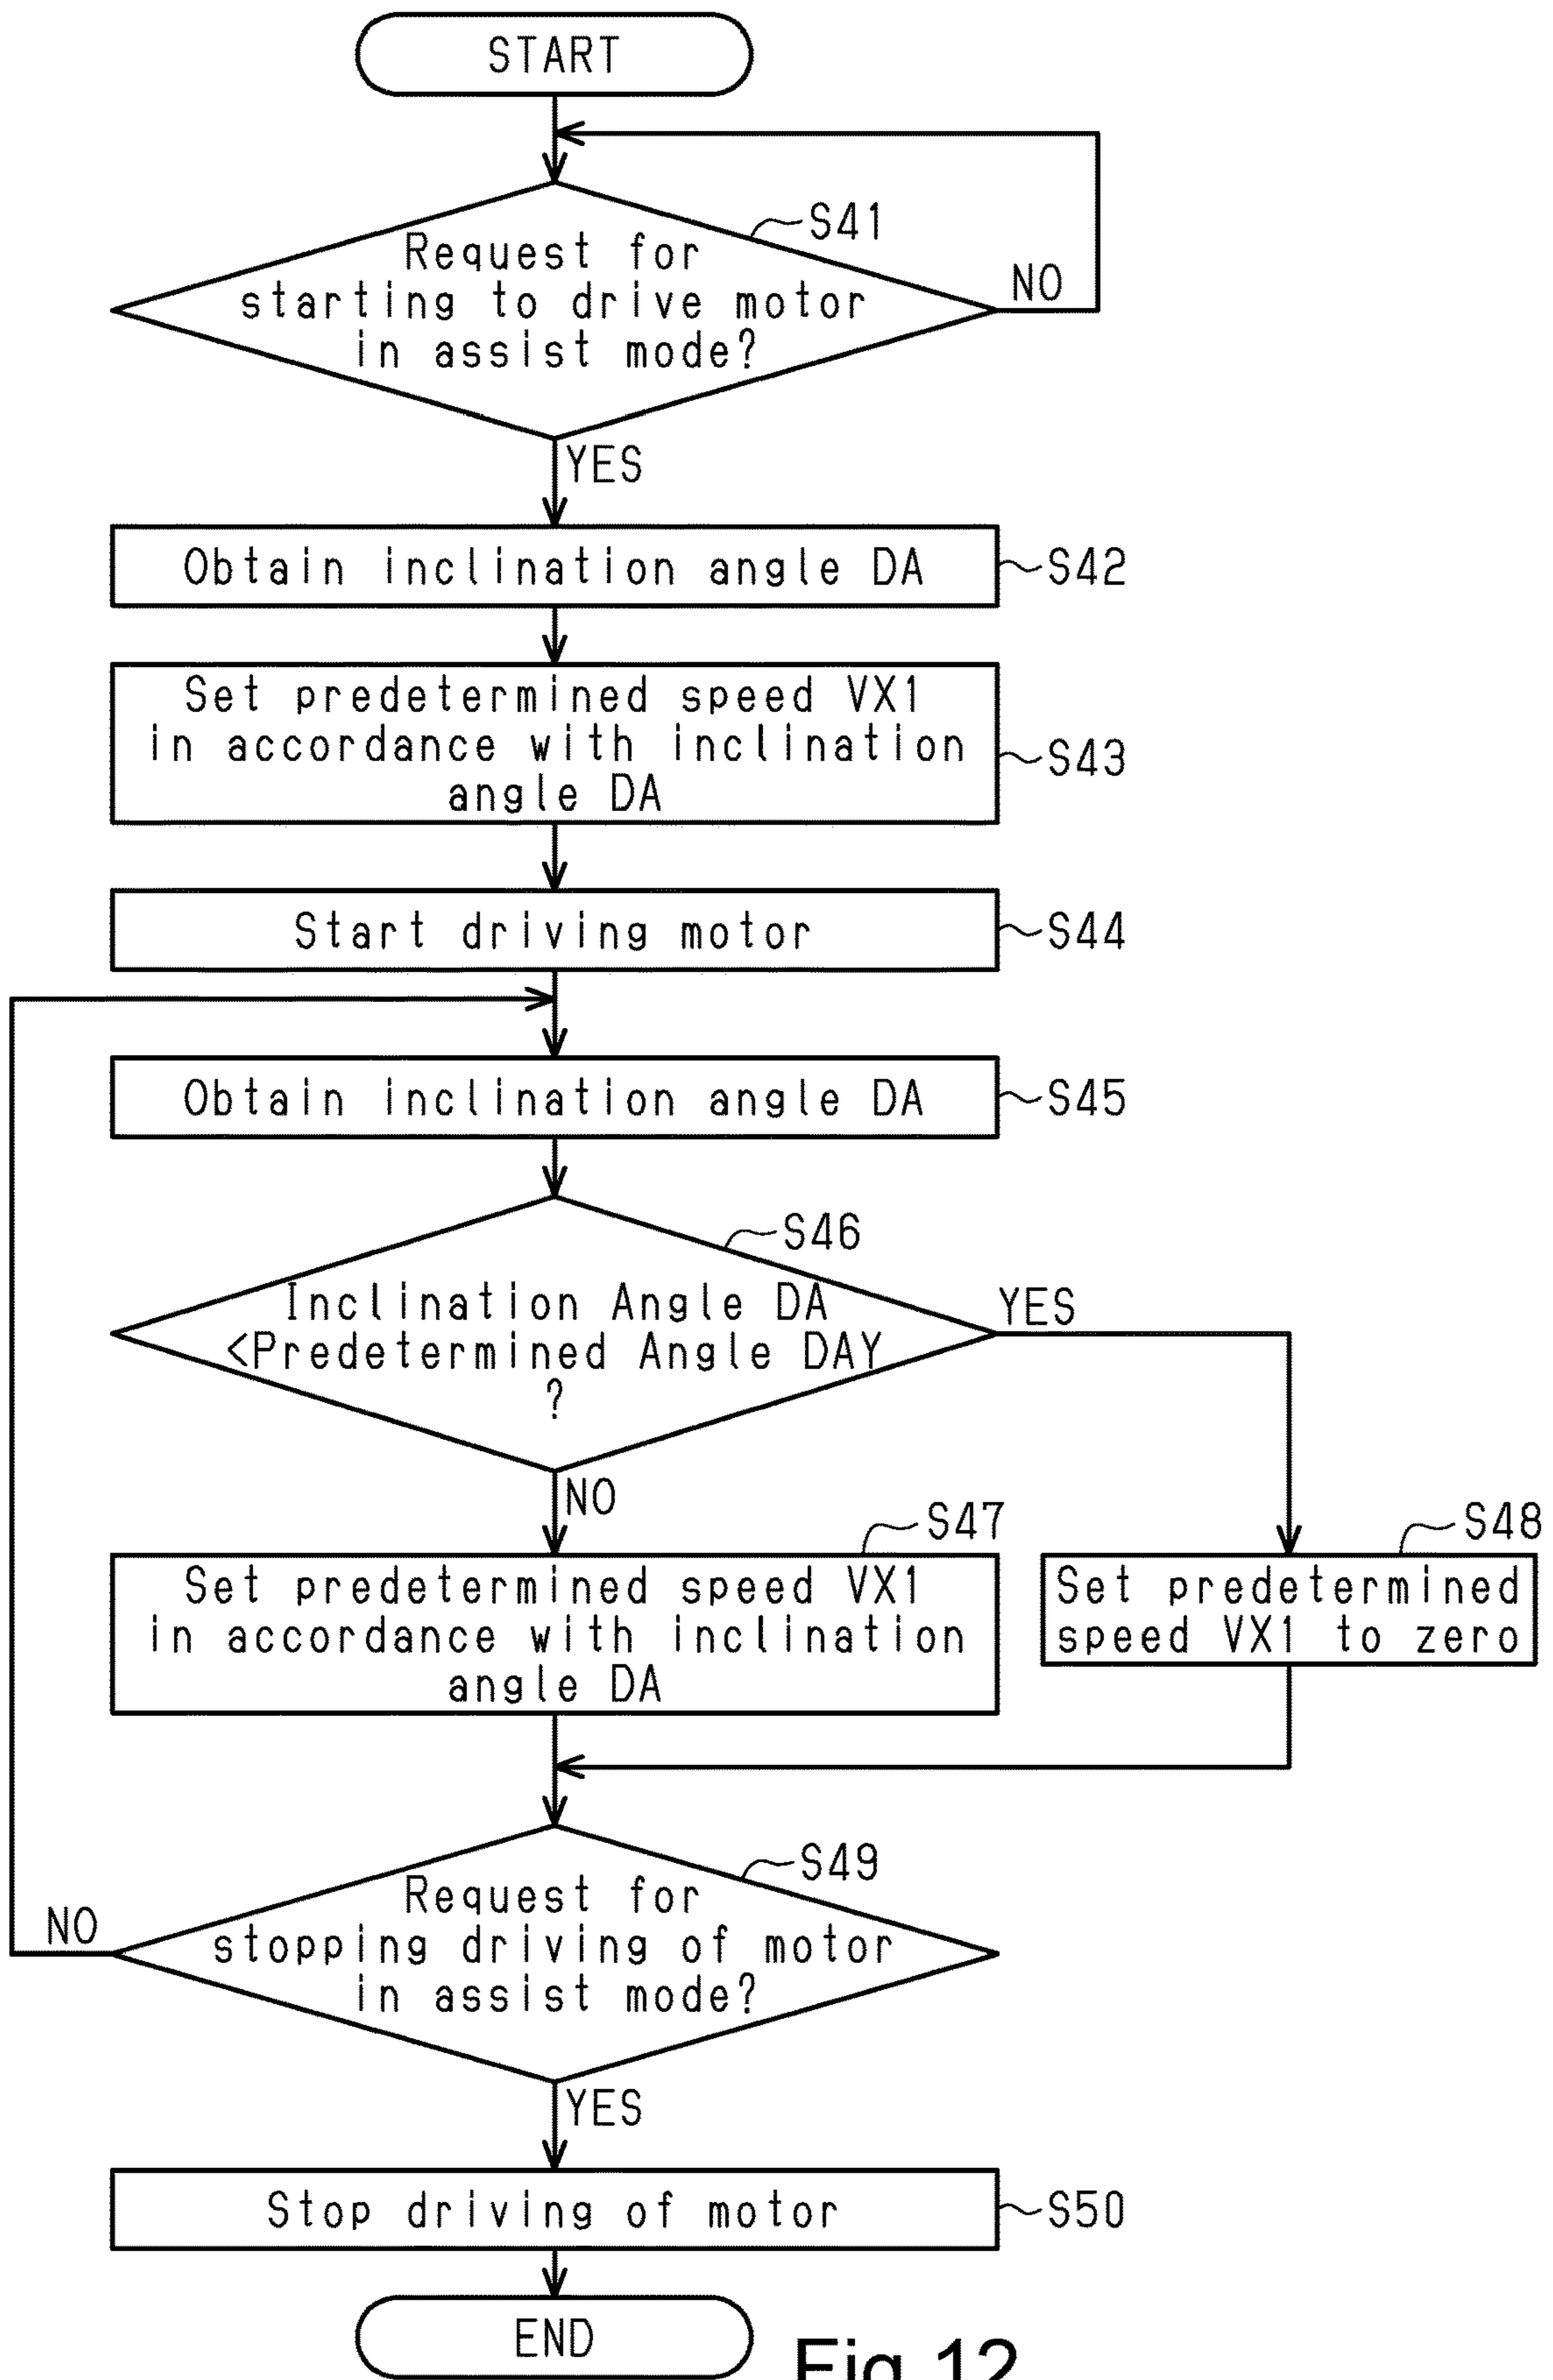 START
S41
Request for
starting to drive motor
in assist mode?
NO
YES
Obtain inclination angle DA
S42
Set predetermined speed VX1
in accordance with inclination
angle DA
S43
Start driving motor
S44
Obtain inclination angle DA
S45
S46
Inclination Angle DA
<Predetermined Angle DAY
?
YES
NO
S47
Set predetermined speed VX1
in accordance with inclination
angle DA
S48
Set predetermined
speed VX1 to zero
S49
Request for
stopping driving of motor
in assist mode?
NO
YES
Stop driving of motor
S50
END
Fig.12